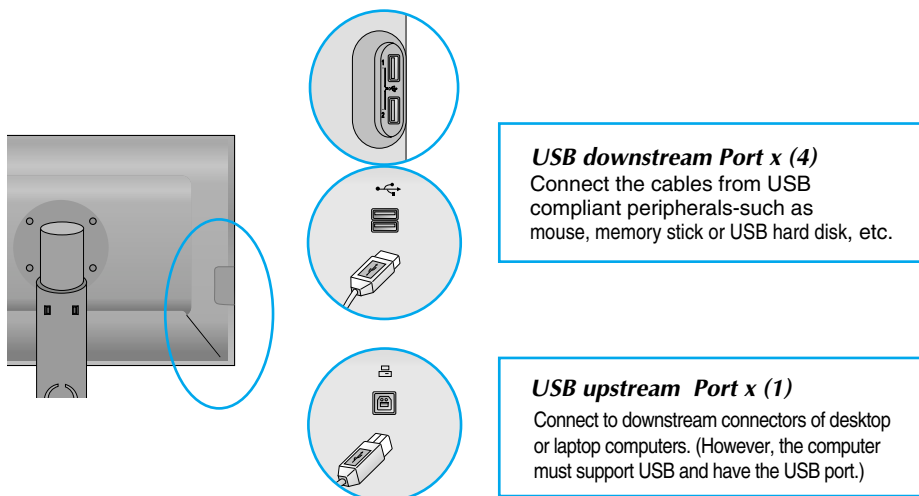 1
2
USB downstream Port x (4)
Connect the cables from USB
compliant peripherals-such as
mouse, memory stick or USB hard disk, etc.
USB upstream Port x (1)
Connect to downstream connectors of desktop
or laptop computers. (However, the computer
must support USB and have the USB port.)